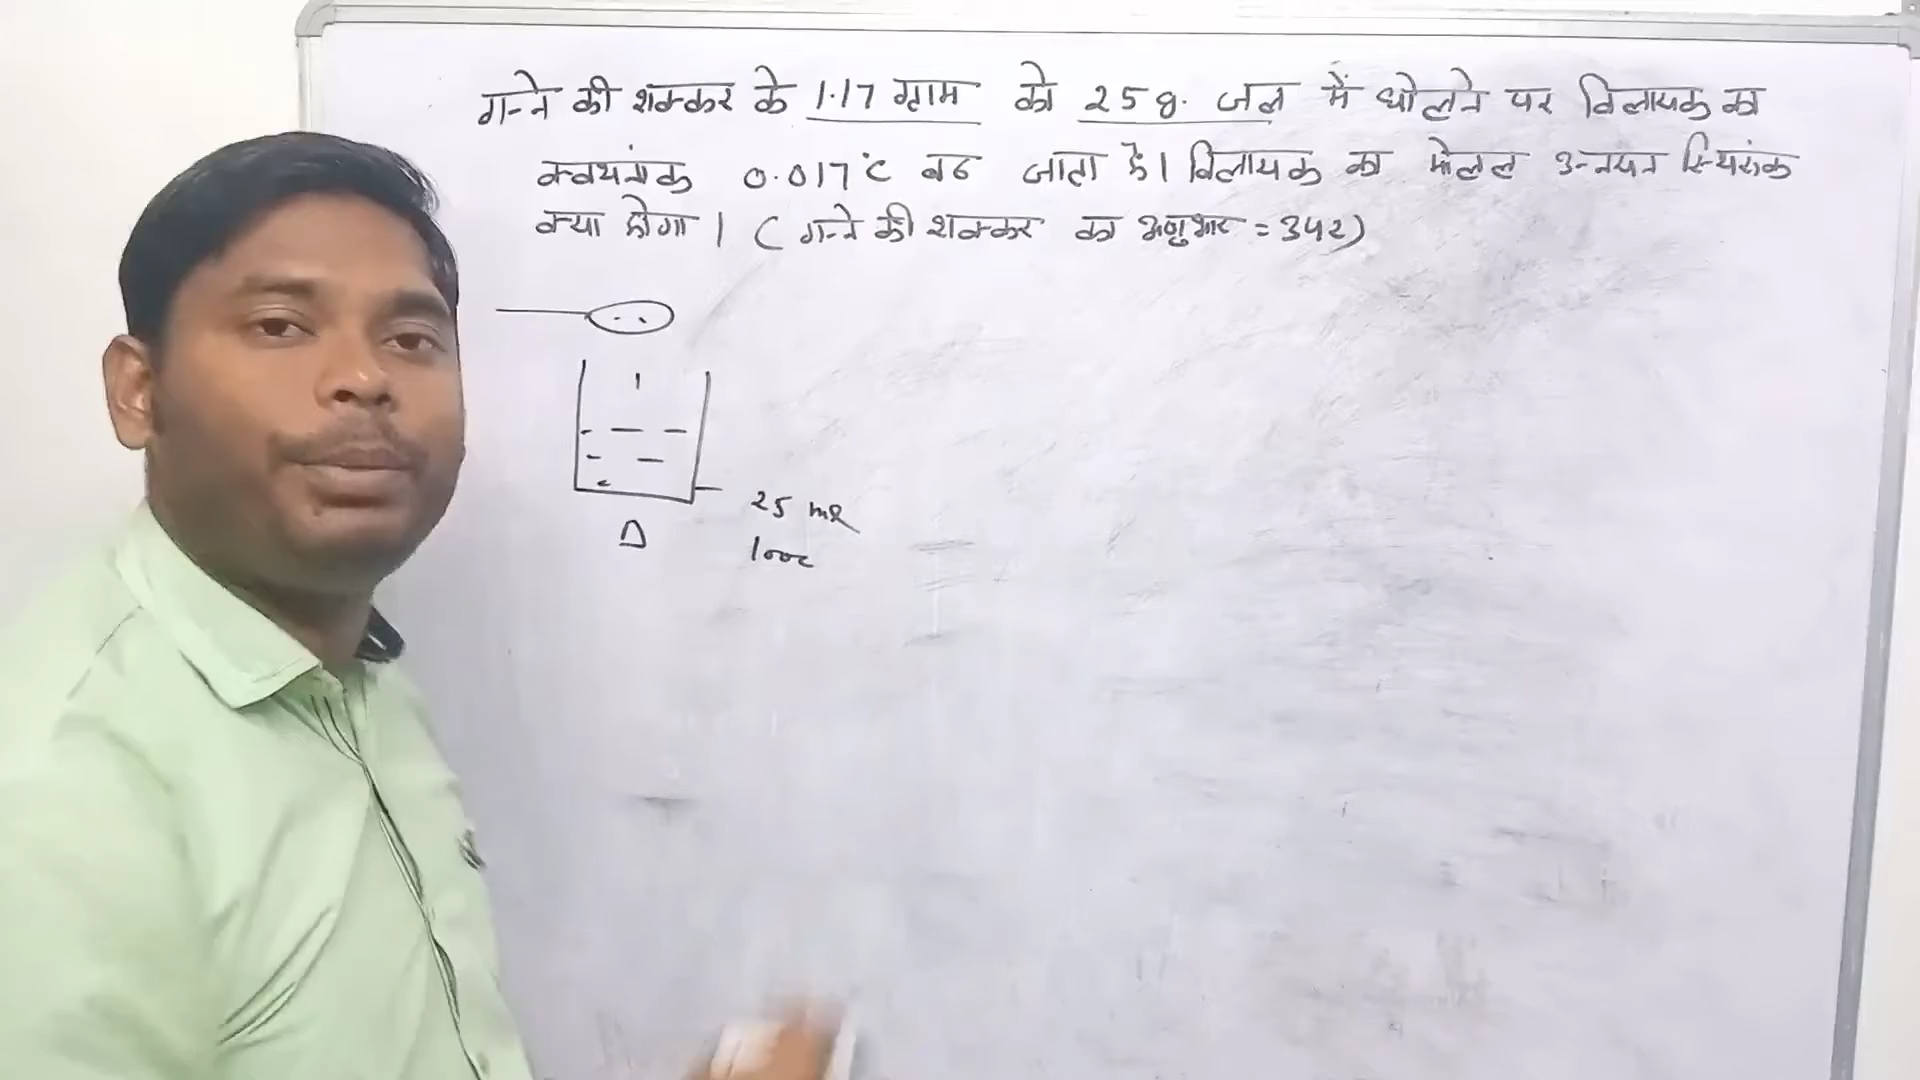 गन्ने की शक्कर के 1.17 ग्राम को 25 g. जल में घोलने पर विलायक का
क्वथनांक 0.017°C बढ जाता है। विलायक का मोलल उन्नयन स्थिरांक
क्या होगा । ( गन्ने की शक्कर का अणुभार = 342)
25 ml
100c